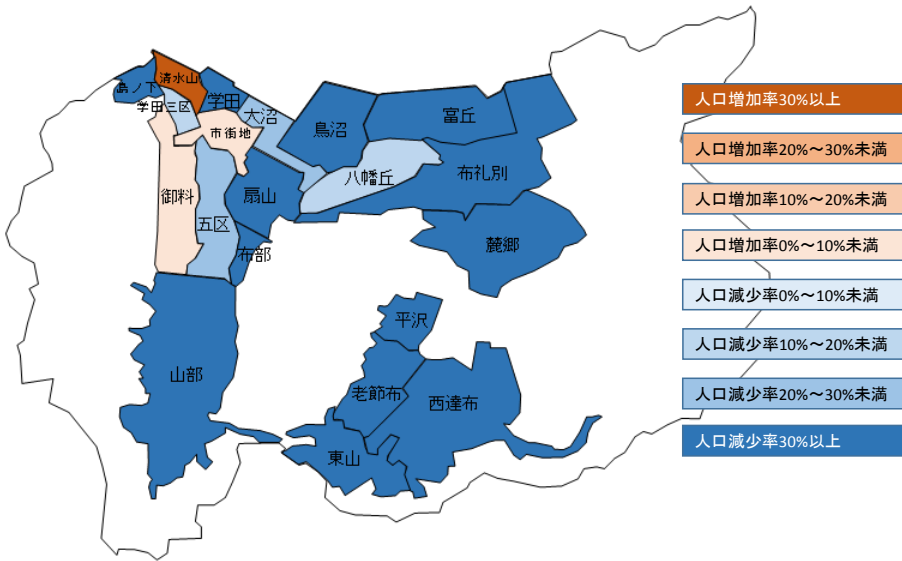 清水山
島ノ下
学田
学田三区
大沼
市街地
鳥沼
富丘
八幡丘
布礼別
御料
五区
扇山
布部
麓郷
山部
平沢
老節布
西達布
東山
人口増加率30%以上
人口増加率20%～30%未満
人口増加率10%～20%未満
人口増加率0%～10%未満
人口減少率0%～10%未満
人口減少率10%～20%未満
人口減少率20%～30%未満
人口減少率30%以上